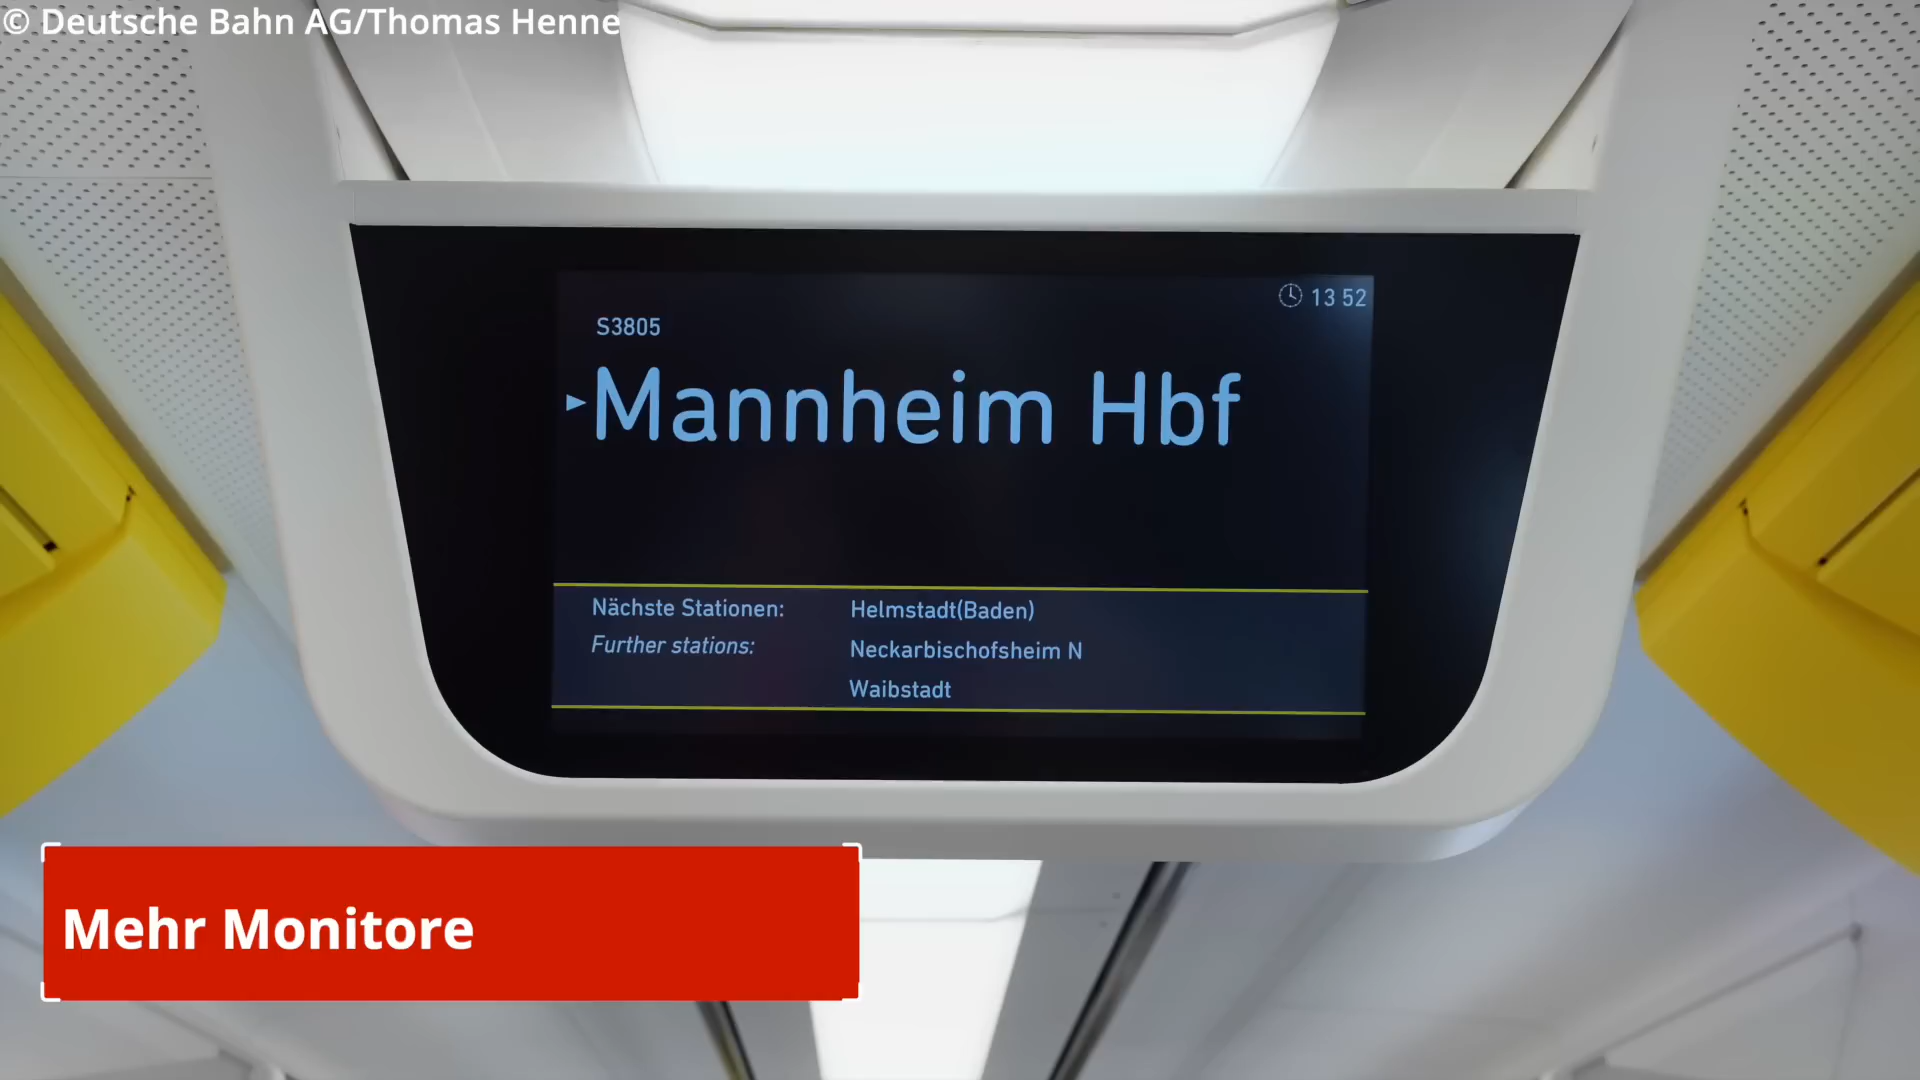 © Deutsche Bahn AG/Thomas Henne
13 52
S3805
Mannheim Hbf
Nächste Stationen: Helmstadt(Baden)
Further stations: Neckarbischofsheim N
Waibstadt
Mehr Monitore